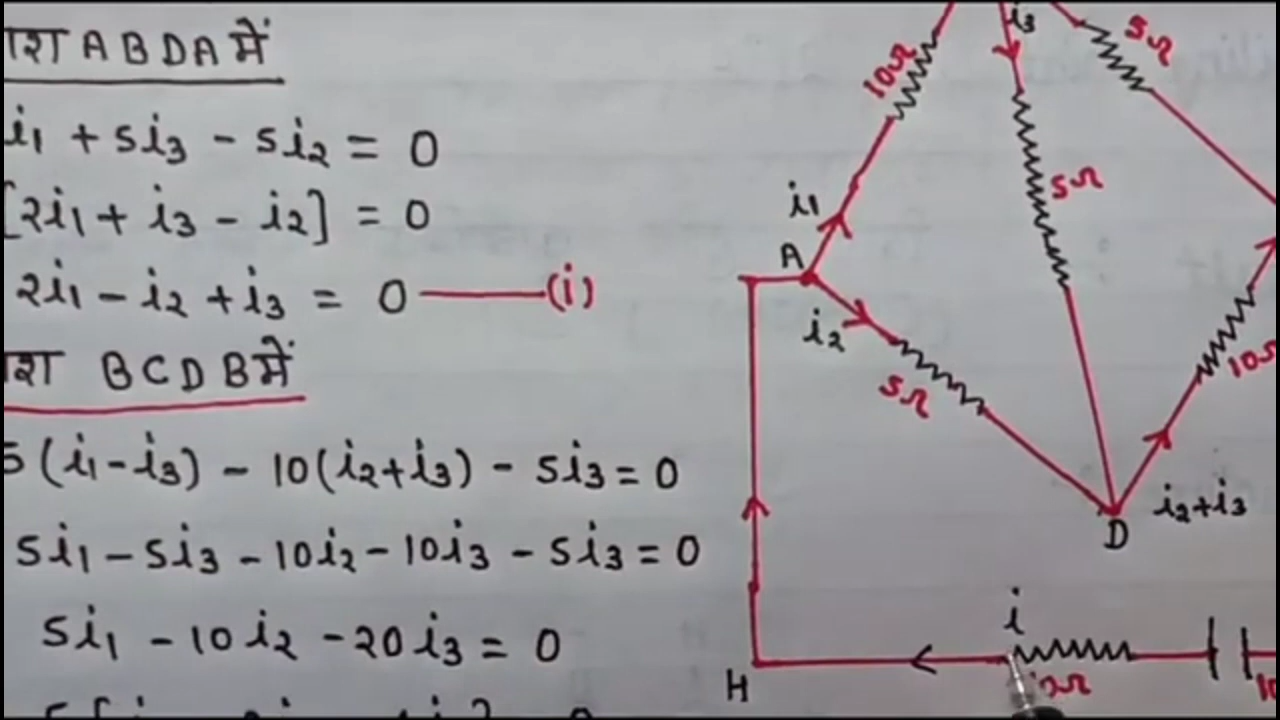 ABDA में
i₁ + 5i₃ - 5i₂ = 0
[2i₁ + i₃ - i₂] = 0
2i₁ - i₂ + i₃ = 0 —(i)
BCDB में
5(i₁-i₃) - 10(i₂+i₃) - 5i₃ = 0
5i₁ - 5i₃ - 10i₂ - 10i₃ - 5i₃ = 0
5i₁ - 10i₂ - 20i₃ = 0
i₃
5Ω
10Ω
5Ω
i₁
A
i₂
5Ω
10Ω
i₂+i₃
D
i
H